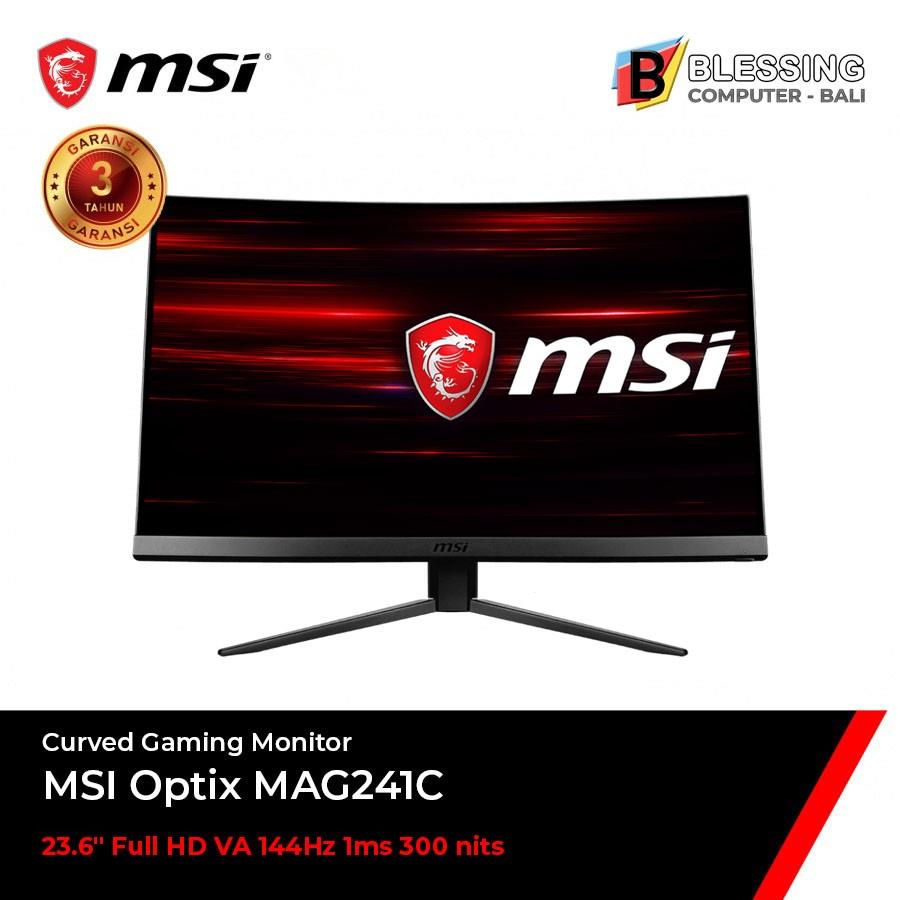 msi
BLESSING
COMPUTER - BALI
GARANSI
3
TAHUN
GARANSI
msi
msi
Curved Gaming Monitor
MSI Optix MAG241C
23.6" Full HD VA 144Hz 1ms 300 nits